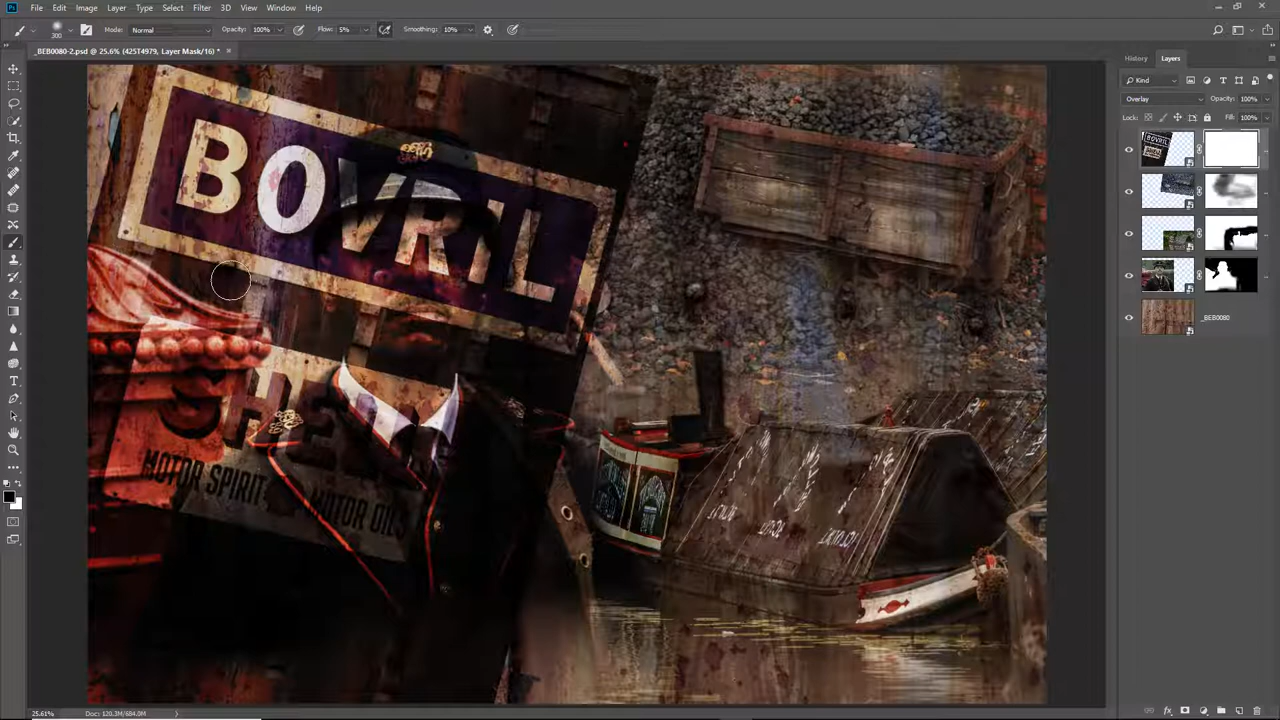 File Edit Image Layer Type Select Filter 3D View Window Help
Mode: Normal Opacity: 100% Flow: 5% Smoothing: 10%
_BEB0080-2.psd @ 25.6% (425T4979, Layer Mask/16) *
History Layers
Kind
Overlay Opacity: 100%
Lock: Fill: 100%
_BEB0080
BOVRIL
MOTOR SPIRIT
MOTOR OILS
25.61% Doc: 120.3M/684.0M